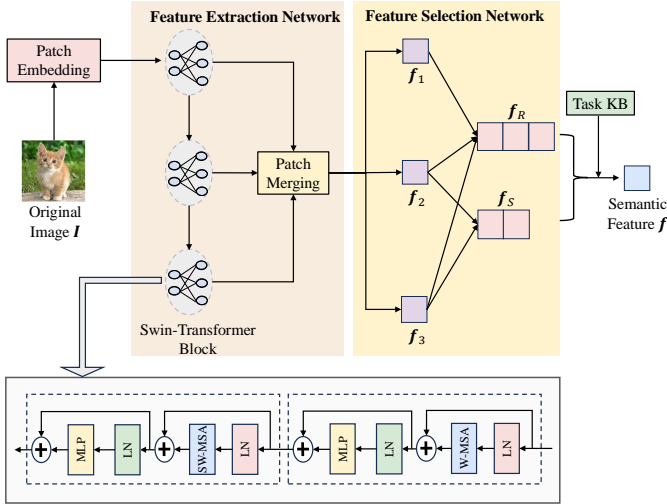 Feature Extraction Network
Feature Selection Network
Patch
Embedding
f1
Task KB
fR
Patch
Merging
f2
fS
Original
Image I
Semantic
Feature f
f3
Swin-Transformer
Block
+
MLP
LN
+
SW-MSA
LN
+
MLP
LN
+
W-MSA
LN